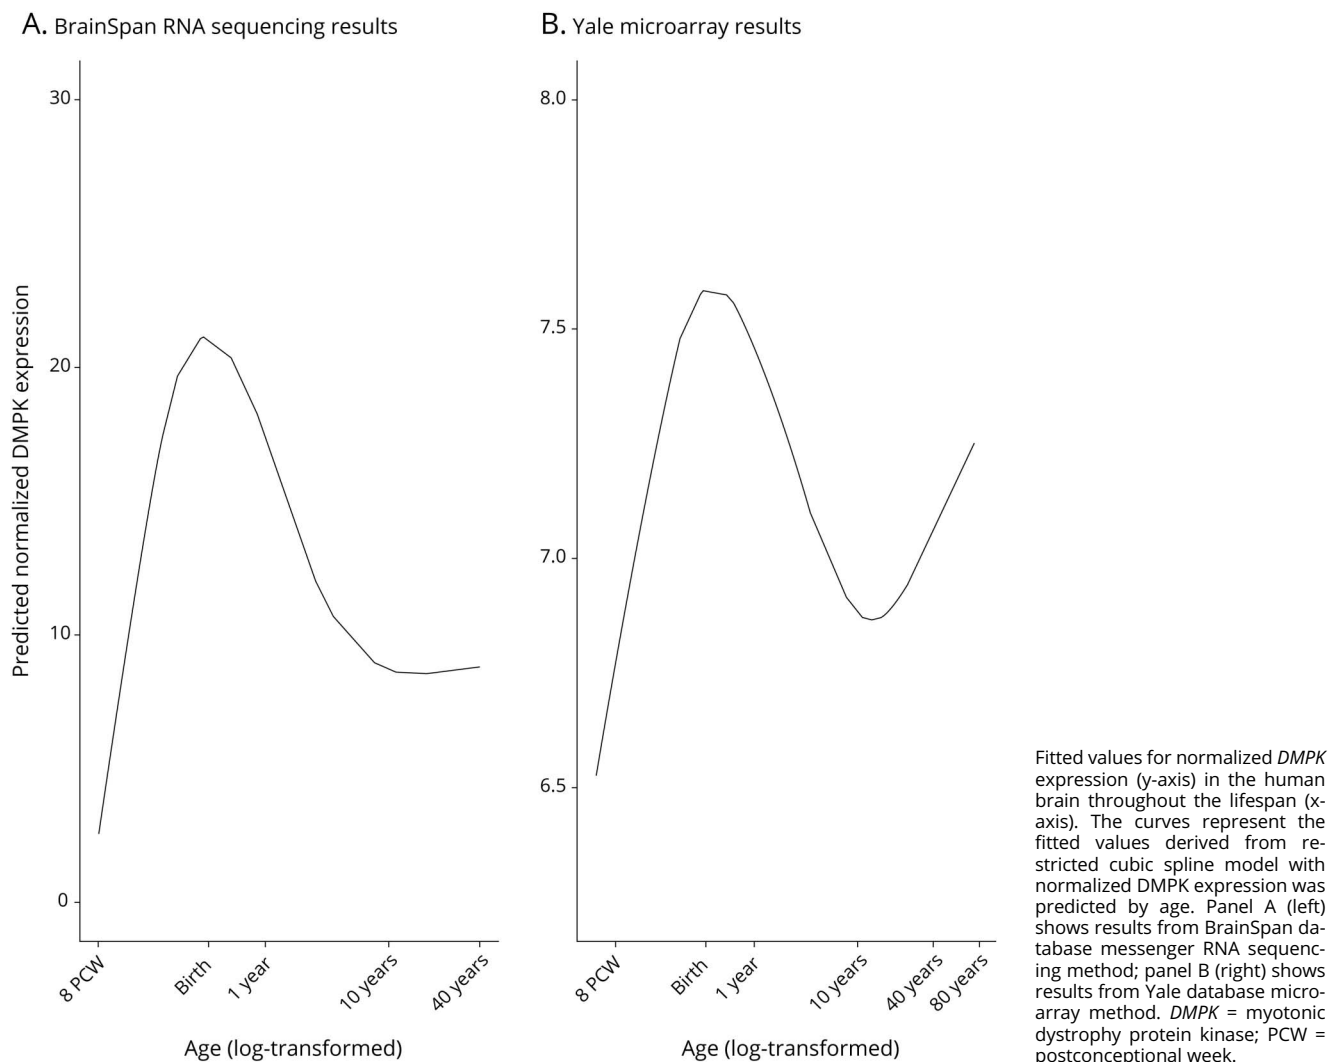 A. BrainSpan RNA sequencing results
30
20
10
0
Predicted normalized DMPK expression
8 PCW
Birth
1 year
10 years
40 years
Age (log-transformed)
B. Yale microarray results
8.0
7.5
7.0
6.5
8 PCW
Birth
1 year
10 years
40 years
80 years
Age (log-transformed)
Fitted values for normalized DMPK
expression (y-axis) in the human
brain throughout the lifespan (x-
axis). The curves represent the
fitted values derived from re-
stricted cubic spline model with
normalized DMPK expression was
predicted by age. Panel A (left)
shows results from BrainSpan da-
tabase messenger RNA sequenc-
ing method; panel B (right) shows
results from Yale database micro-
array method. DMPK = myotonic
dystrophy protein kinase; PCW =
postconceptional week.